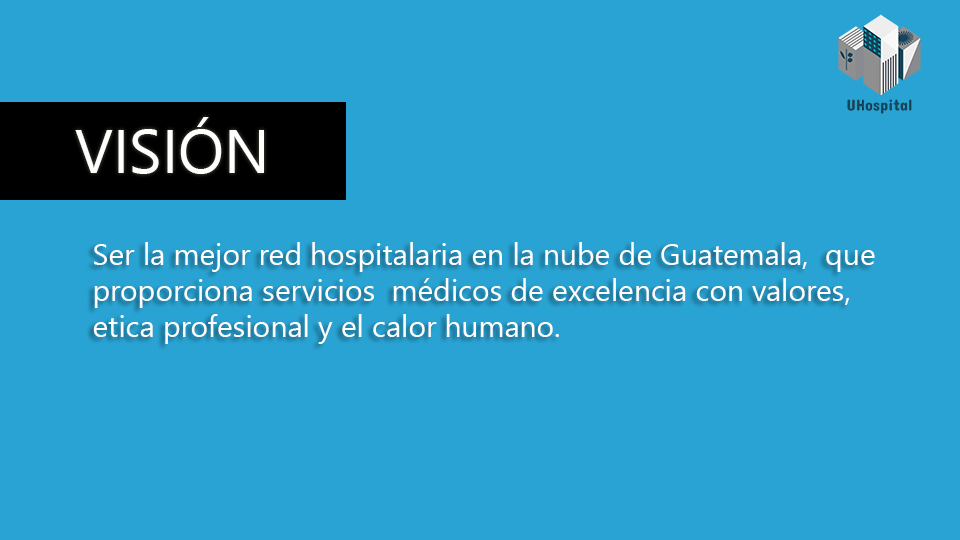 UHospital
VISIÓN
Ser la mejor red hospitalaria en la nube de Guatemala,  que
proporciona servicios  médicos de excelencia con valores,
etica profesional y el calor humano.